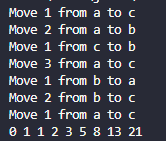 Move 1 from a to c
Move 2 from a to b
Move 1 from c to b
Move 3 from a to c
Move 1 from b to a
Move 2 from b to c
Move 1 from a to c
0 1 1 2 3 5 8 13 21